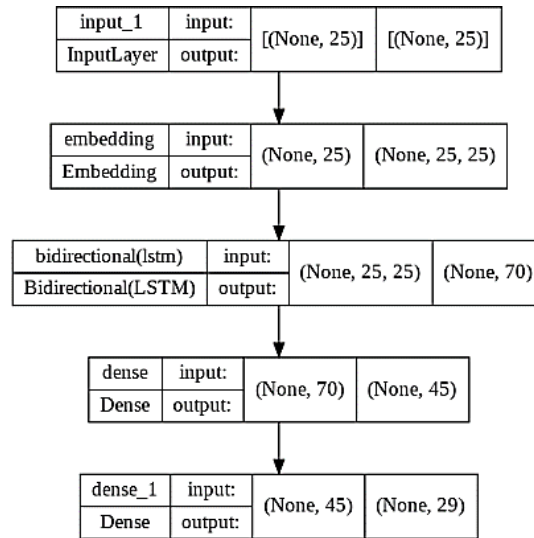 input_1 input: [(None, 25)] [(None, 25)]
InputLayer output:
embedding input: (None, 25) (None, 25, 25)
Embedding output:
bidirectional(lstm) input: (None, 25, 25) (None, 70)
Bidirectional(LSTM) output:
dense input: (None, 70) (None, 45)
Dense output:
dense_1 input: (None, 45) (None, 29)
Dense output: